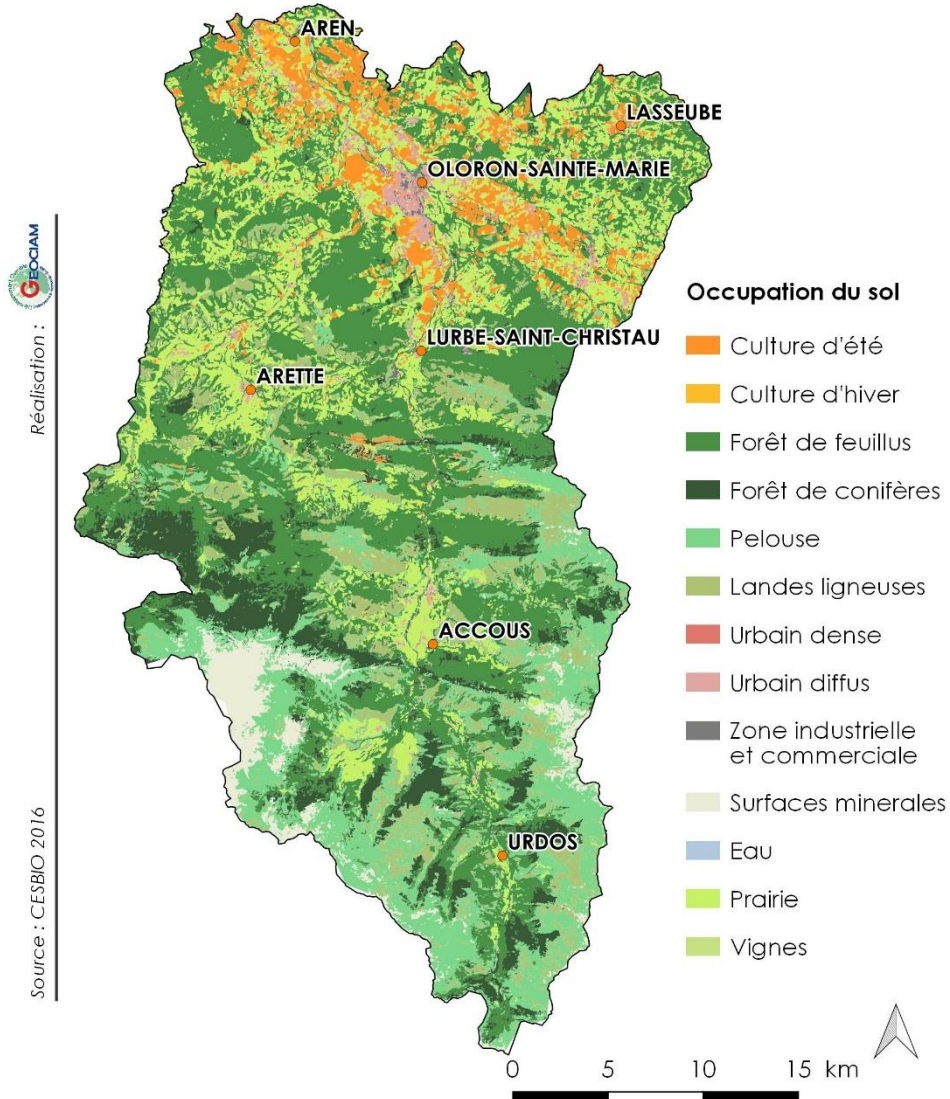 AREN
LASSEUBE
OLORON-SAINTE-MARIE
LURBE-SAINT-CHRISTAU
ARETTE
ACCOUS
URDOS
Occupation du sol
Culture d'été
Culture d'hiver
Forêt de feuillus
Forêt de conifères
Pelouse
Landes ligneuses
Urbain dense
Urbain diffus
Zone industrielle
et commerciale
Surfaces minerales
Eau
Prairie
Vignes
0 5 10 15 km
Réalisation :
GEOCIAM
Source : CESBIO 2016